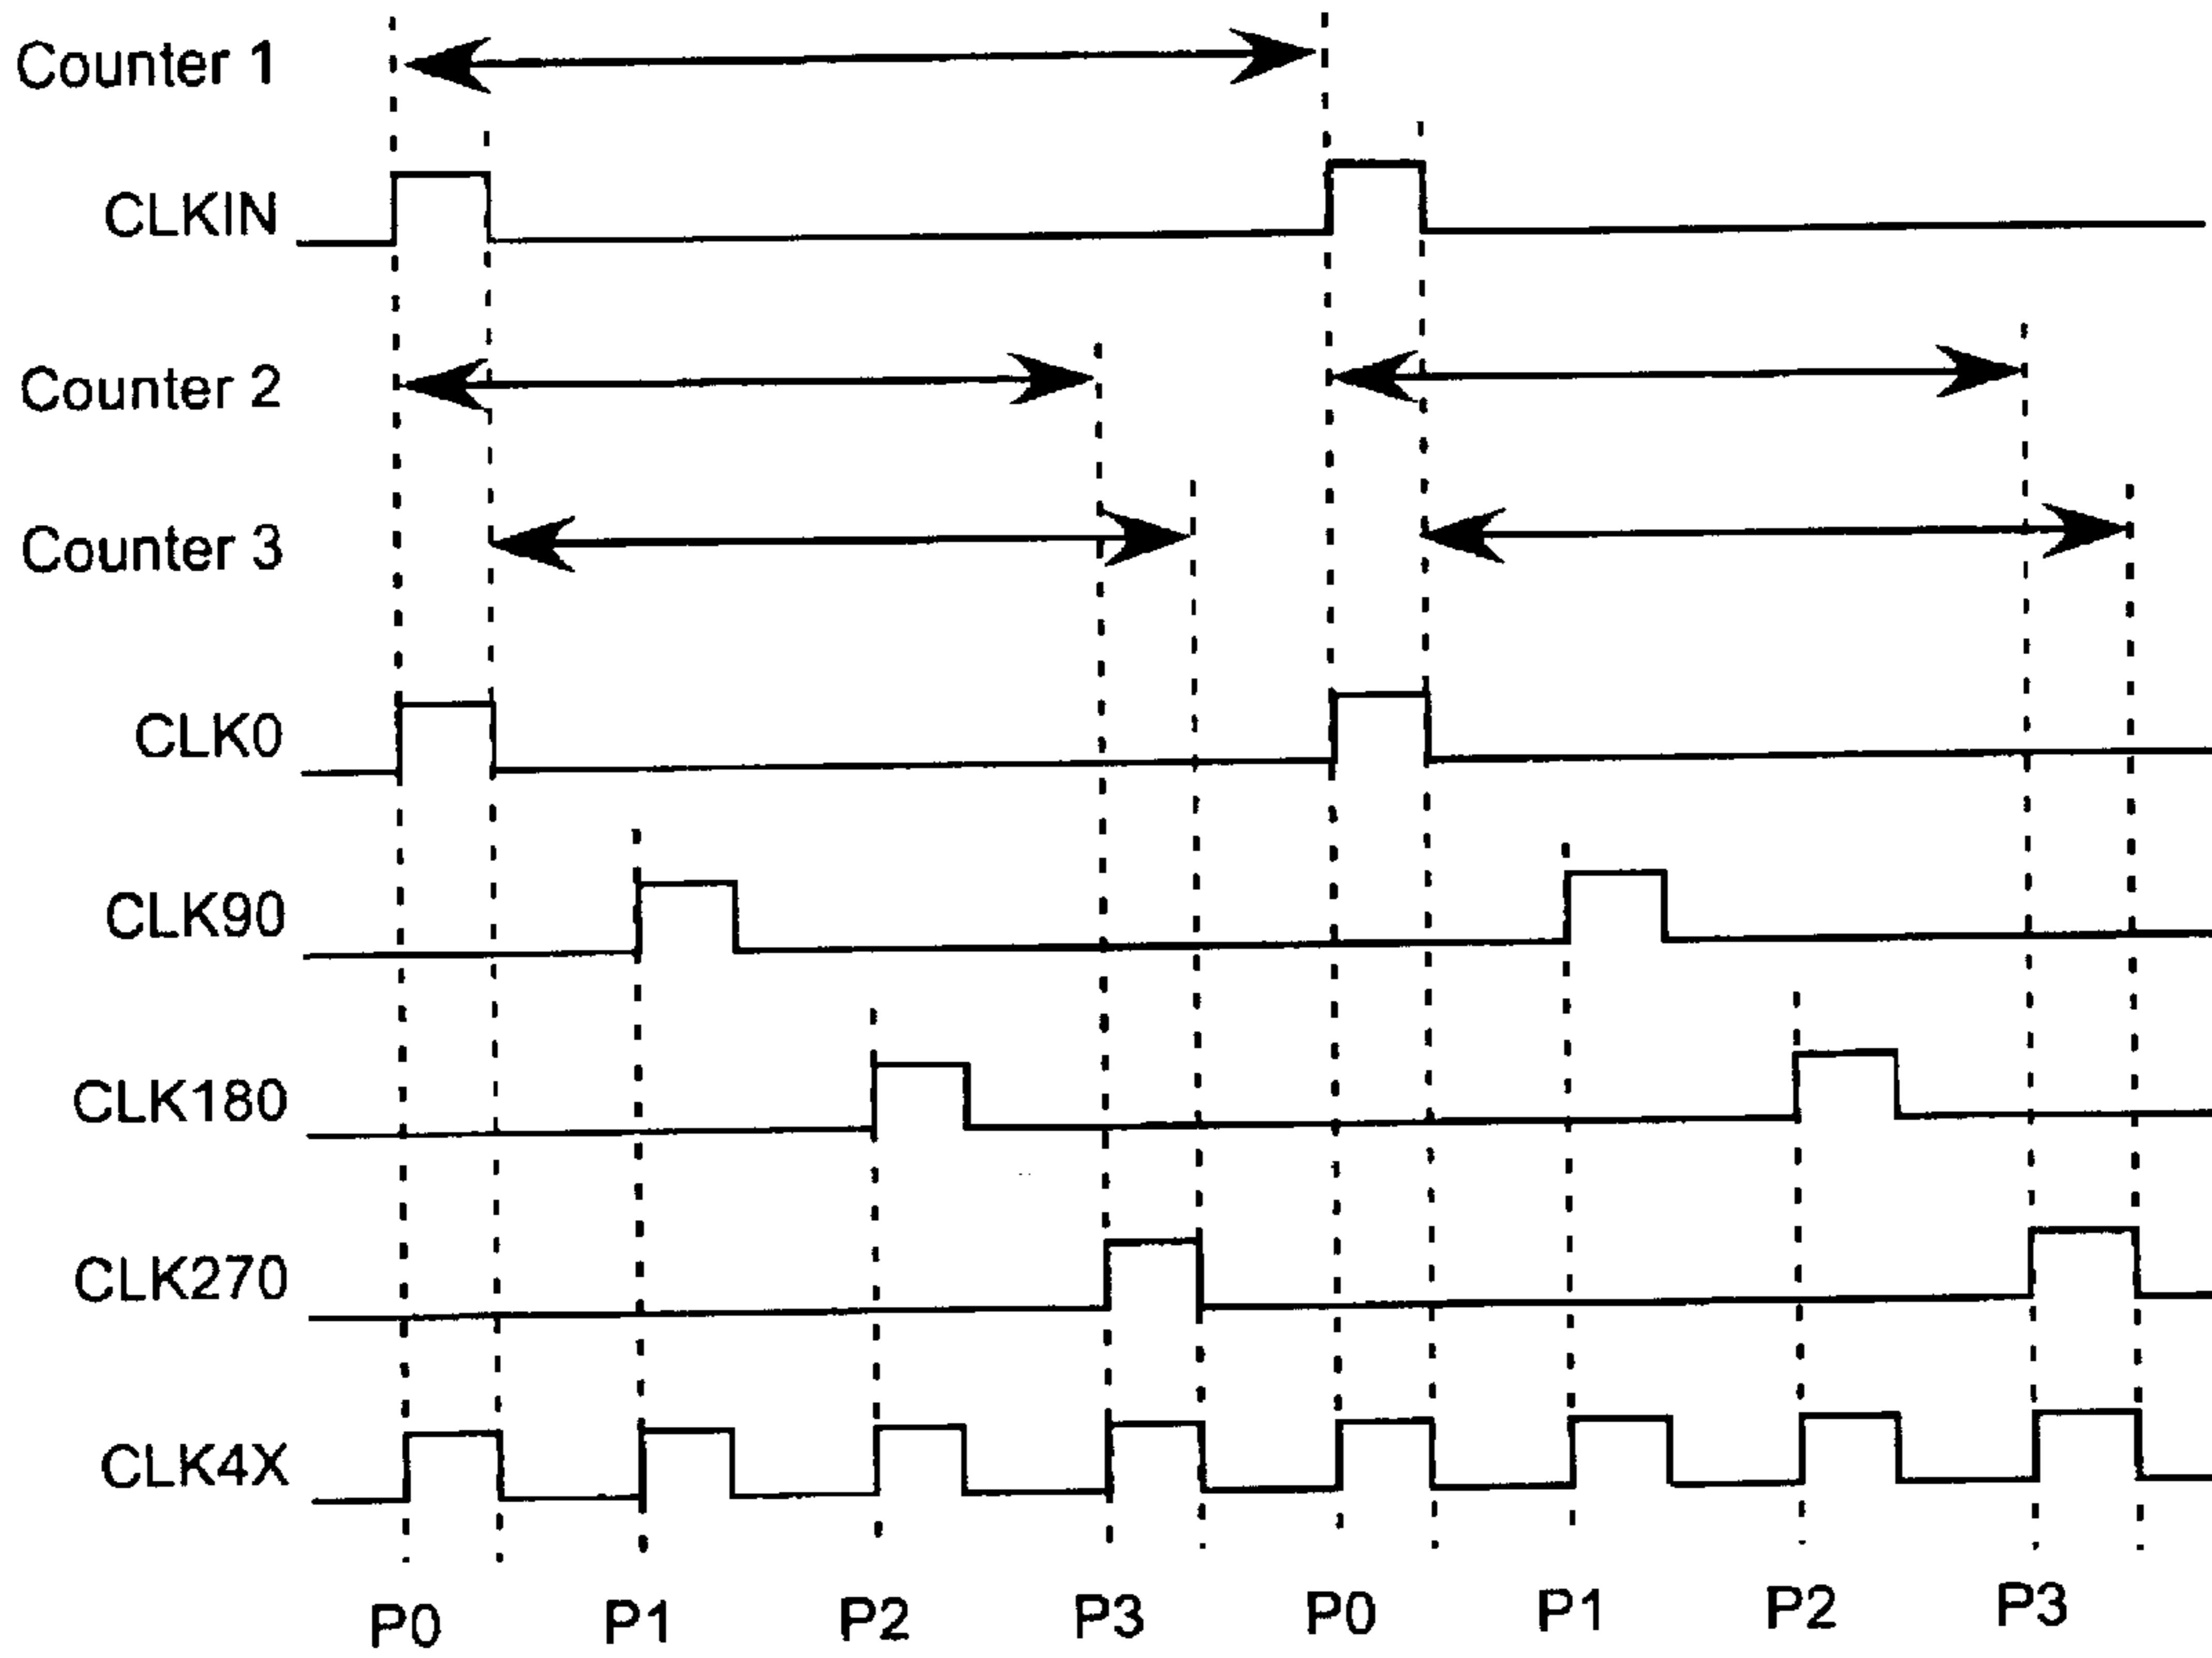 Counter 1
CLKIN
Counter 2
Counter 3
CLK0
CLK90
CLK180
CLK270
CLK4X
P0 P1 P2 P3 P0 P1 P2 P3